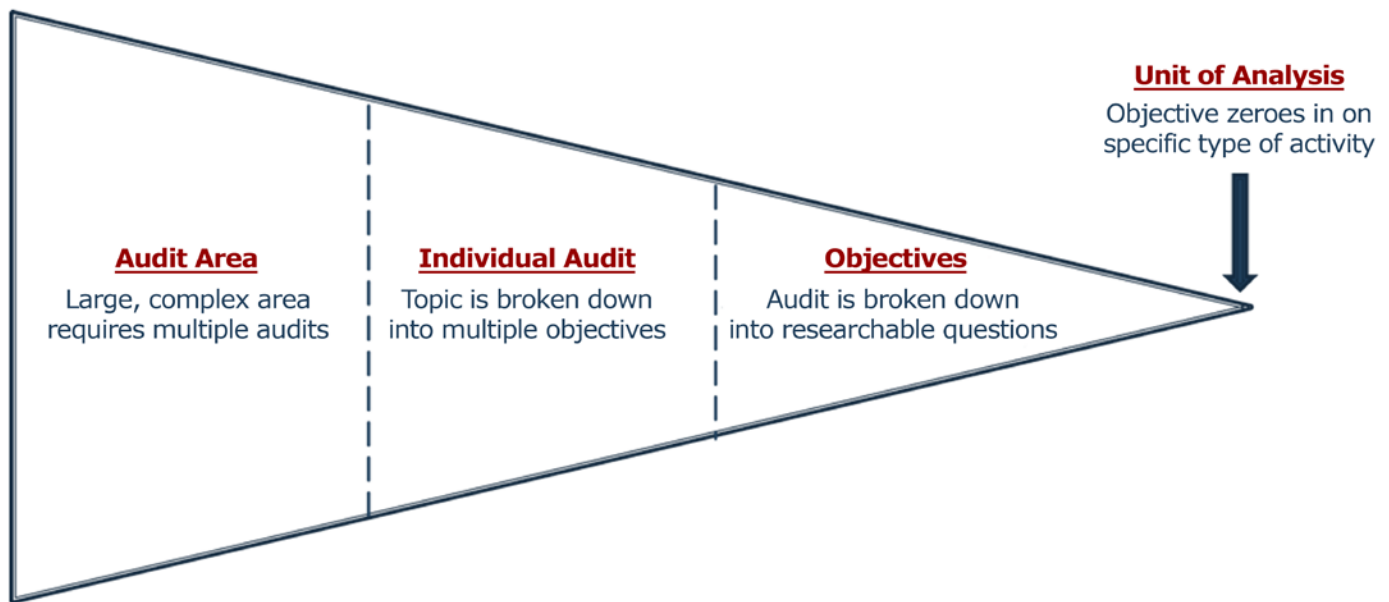 Unit of Analysis
Objective zeroes in on
specific type of activity
Audit Area
Large, complex area
requires multiple audits
Individual Audit
Topic is broken down
into multiple objectives
Objectives
Audit is broken down
into researchable questions